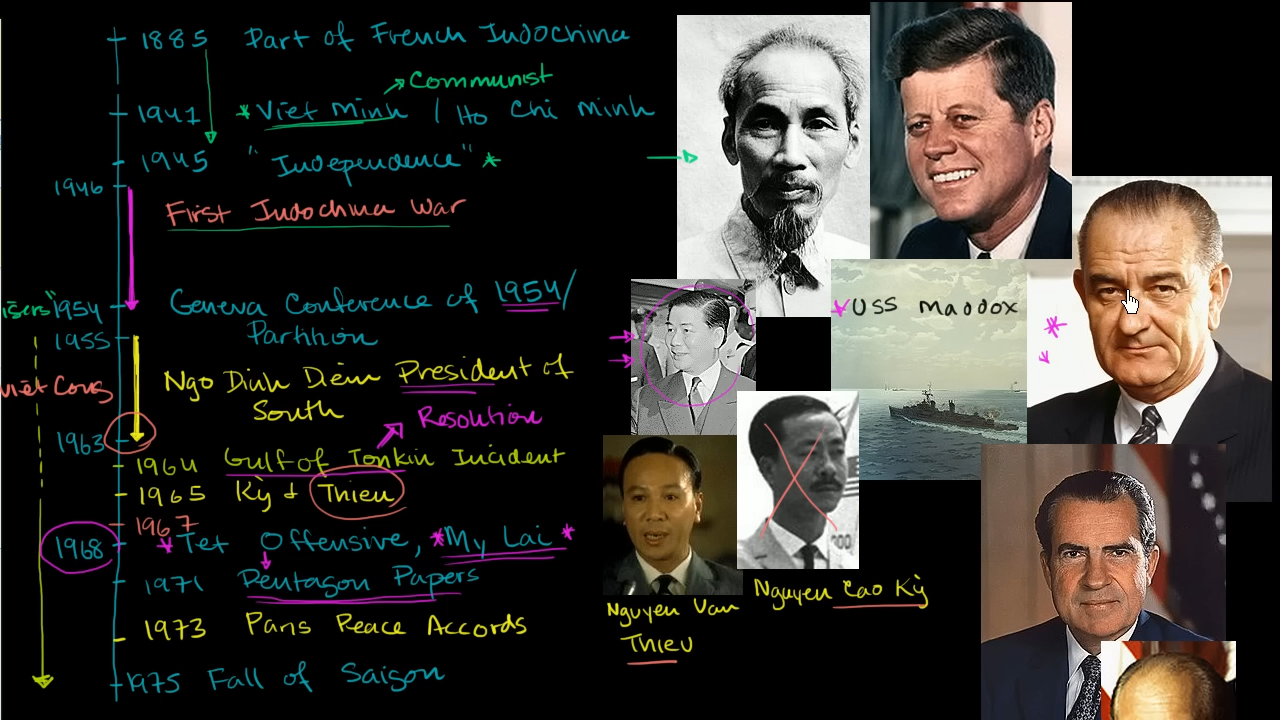 1885 Part of French Indochina
Communist
1941 Viet Minh / Ho Chi Minh
1945 "Independence"
1946
First Indochina War
isers"
1954 Geneva Conference of 1954/
Partition
1955
Ngo Dinh Diem President of
South
Viet Cong
Resolution
1963
1964 Gulf of Tonkin Incident
1965 Ky & Thieu
1967
1968 Tet Offensive, My Lai
1971 Pentagon Papers
1973 Paris Peace Accords
1975 Fall of Saigon
USS Maddox
Nguyen Cao Ky
Nguyen Van
Thieu